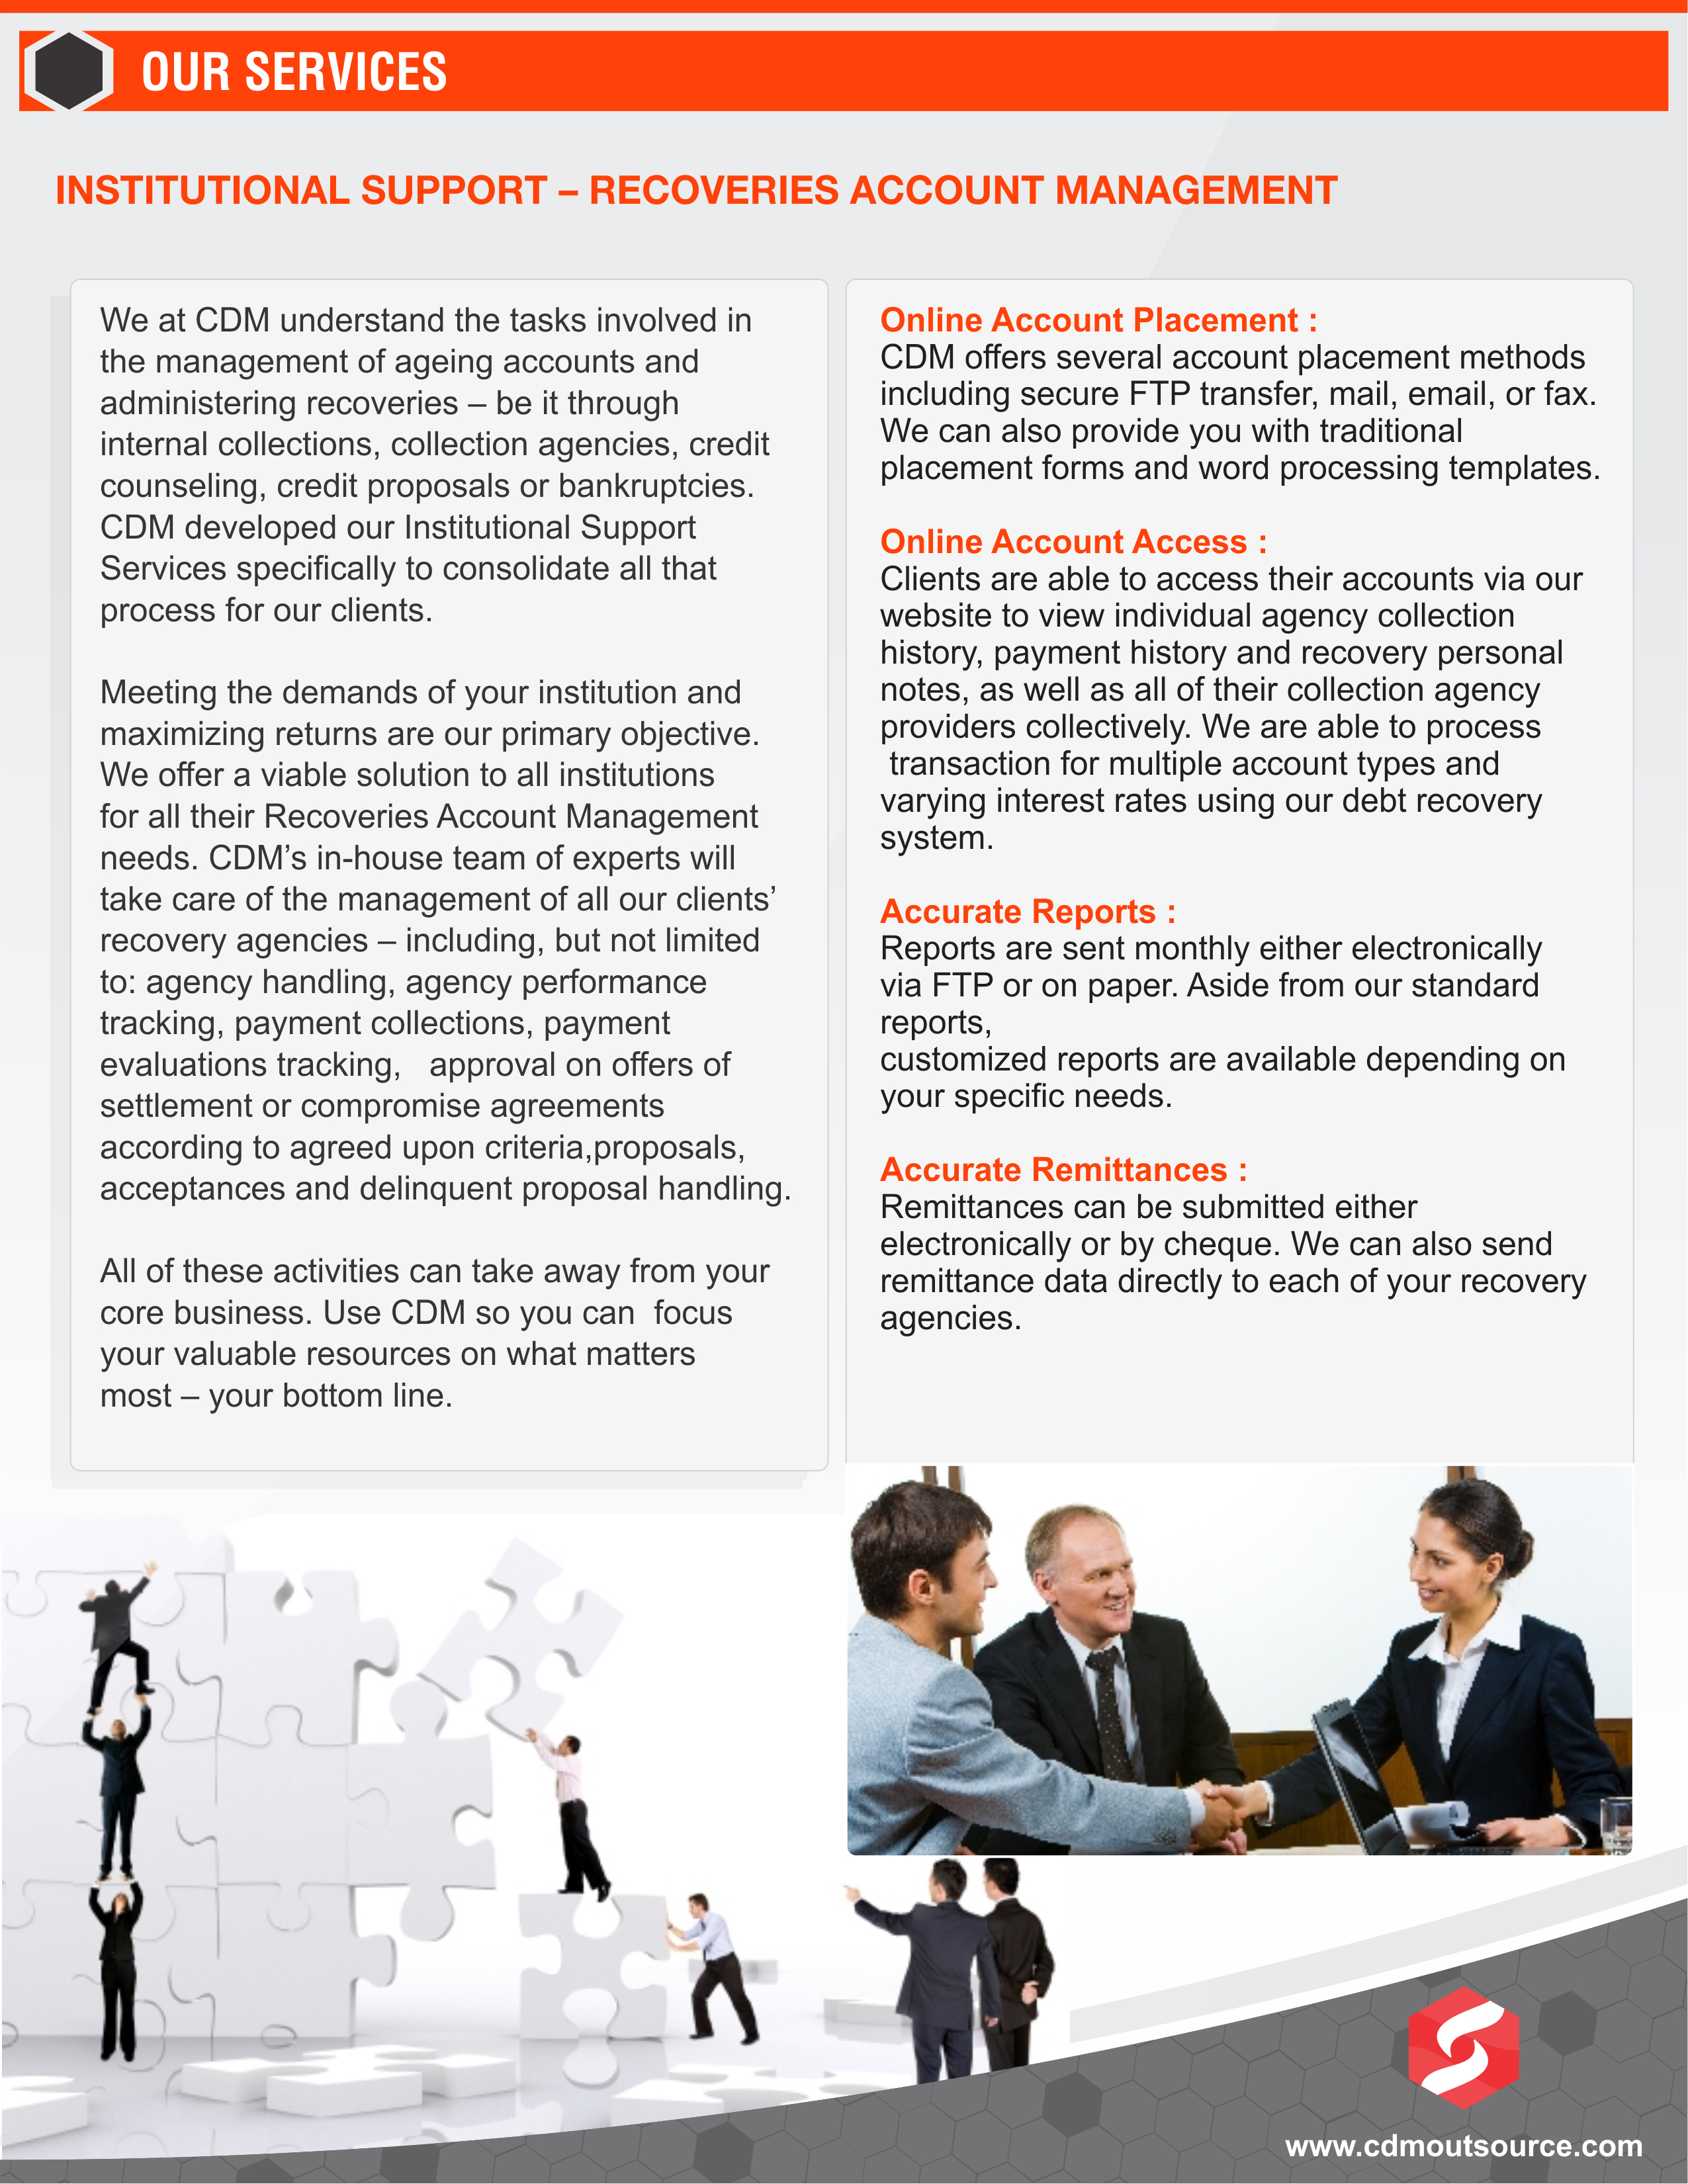 OUR SERVICES
INSTITUTIONAL SUPPORT – RECOVERIES ACCOUNT MANAGEMENT
We at CDM understand the tasks involved in
the management of ageing accounts and
administering recoveries – be it through
internal collections, collection agencies, credit
counseling, credit proposals or bankruptcies.
CDM developed our Institutional Support
Services specifically to consolidate all that
process for our clients.
Meeting the demands of your institution and
maximizing returns are our primary objective.
We offer a viable solution to all institutions
for all their Recoveries Account Management
needs. CDM’s in-house team of experts will
take care of the management of all our clients’
recovery agencies – including, but not limited
to: agency handling, agency performance
tracking, payment collections, payment
evaluations tracking,   approval on offers of
settlement or compromise agreements
according to agreed upon criteria,proposals,
acceptances and delinquent proposal handling.
All of these activities can take away from your
core business. Use CDM so you can  focus
your valuable resources on what matters
most – your bottom line.
Online Account Placement :
CDM offers several account placement methods
including secure FTP transfer, mail, email, or fax.
We can also provide you with traditional
placement forms and word processing templates.
Online Account Access :
Clients are able to access their accounts via our
website to view individual agency collection
history, payment history and recovery personal
notes, as well as all of their collection agency
providers collectively. We are able to process
transaction for multiple account types and
varying interest rates using our debt recovery
system.
Accurate Reports :
Reports are sent monthly either electronically
via FTP or on paper. Aside from our standard
reports,
customized reports are available depending on
your specific needs.
Accurate Remittances :
Remittances can be submitted either
electronically or by cheque. We can also send
remittance data directly to each of your recovery
agencies.
www.cdmoutsource.com